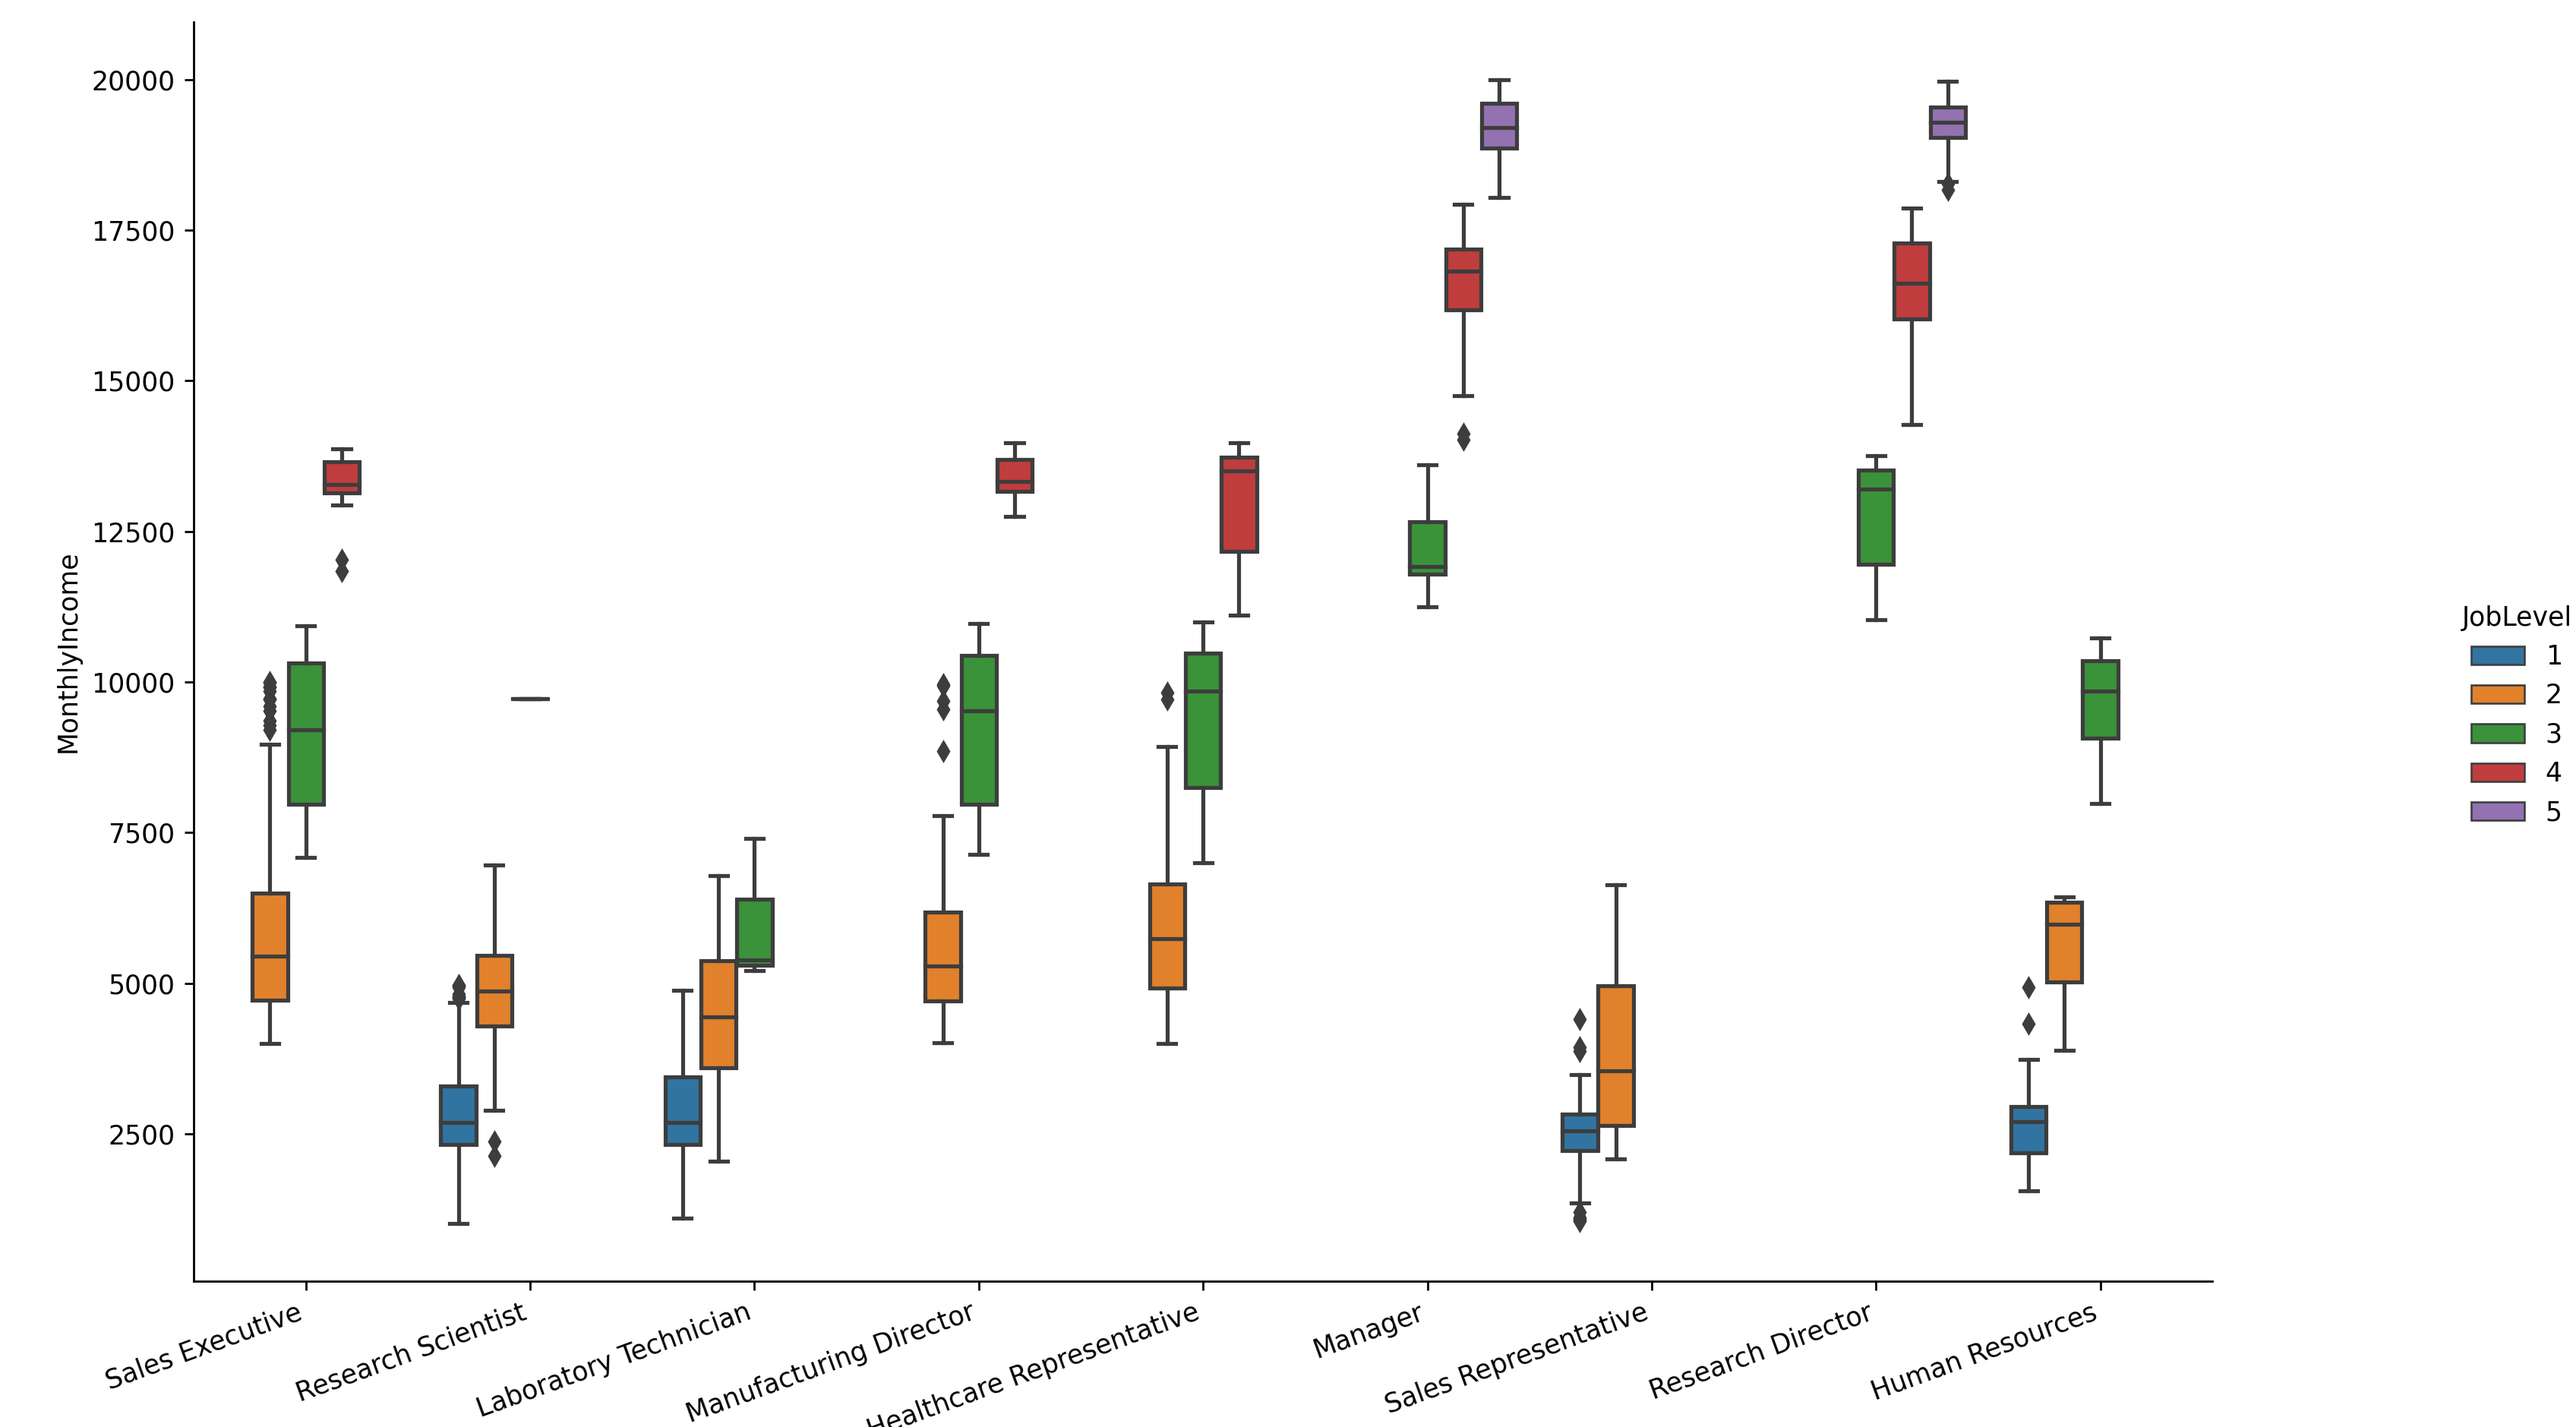 20000
17500
15000
12500
10000
7500
5000
2500
MonthlyIncome
Sales Executive
Research Scientist
Laboratory Technician
Manufacturing Director
Healthcare Representative
Manager
Sales Representative
Research Director
Human Resources
JobLevel
1
2
3
4
5